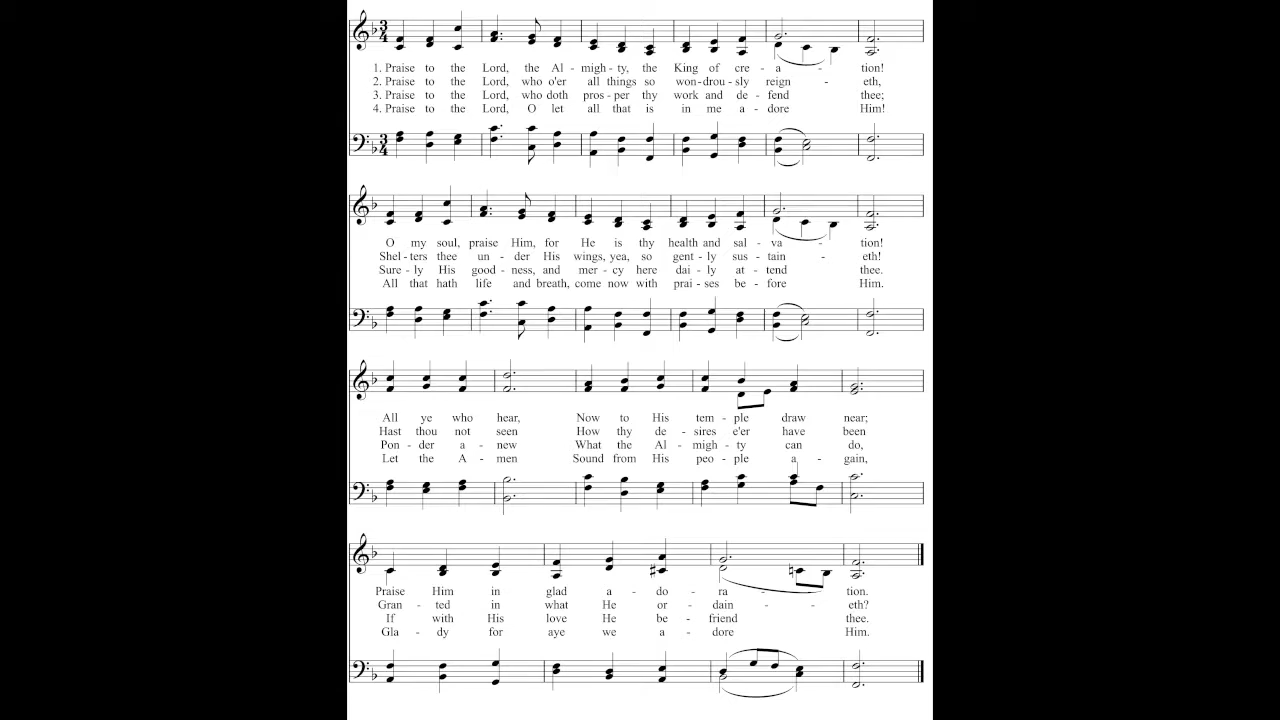 1. Praise to the Lord, the Al - might - ty, the King of cre - a - tion!
2. Praise to the Lord, who o'er all things so won - drou - sly reign - eth,
3. Praise to the Lord, who doth pros - per thy work and de - fend thee;
4. Praise to the Lord, O let all that is in me a - dore Him!
O my soul, praise Him, for He is thy health and sal - va - tion!
Shel - ters thee un - der His wings, yea, so gent - ly sus - tain - eth!
Sure - ly His good - ness, and mer - cy here dai - ly at - tend thee.
All that hath life and breath, come now with prai - ses be - fore Him.
All ye who hear, Now to His tem - ple draw near;
Hast thou not seen How thy de - sires e'er have been
Pon - der a - new What the Al - migh - ty can do,
Let the A - men Sound from His peo - ple a - gain,
Praise Him in glad a - do - ra - tion.
Gran - ted in what He or - dain - eth?
If with His love He be - friend thee.
Gla - dy for aye we a - dore Him.